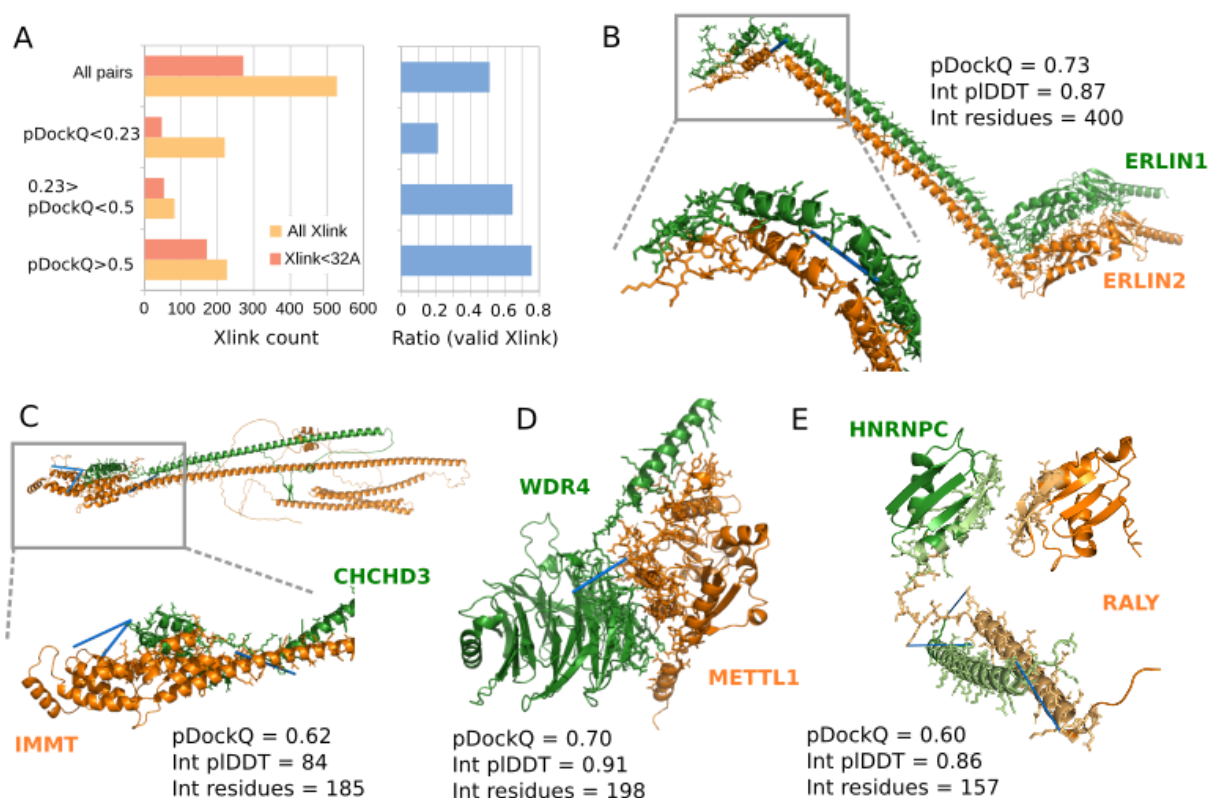 A
All pairs
pDockQ<0.23
0.23>
pDockQ<0.5
pDockQ>0.5
All Xlink
Xlink<32A
0 100 200 300 400 500 600
Xlink count
0 0.2 0.4 0.6 0.8
Ratio (valid Xlink)
B
pDockQ = 0.73
Int plDDT = 0.87
Int residues = 400
ERLIN1
ERLIN2
C
CHCHD3
IMMT
pDockQ = 0.62
Int plDDT = 84
Int residues = 185
D
WDR4
METTL1
pDockQ = 0.70
Int plDDT = 0.91
Int residues = 198
E
HNRNPC
RALY
pDockQ = 0.60
Int plDDT = 0.86
Int residues = 157